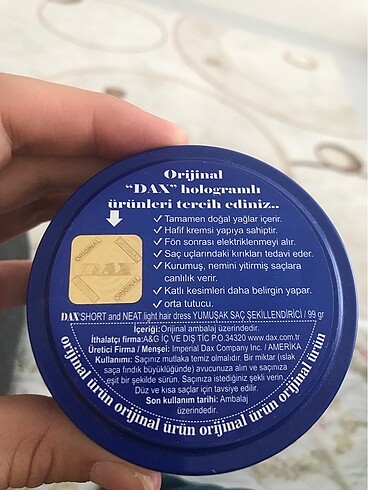 Orijinal
"DAX" hologramlı
ürünleri tercih ediniz..
✓ Tamamen doğal yağlar içerir.
✓ Hafif kremsi yapıya sahiptir.
✓ Fön sonrası elektriklenmeyi alır.
✓ Saç uçlarındaki kırıkları tedavi eder.
✓ Kurumuş, nemini yitirmiş saçlara
canlılık verir.
✓ Katlı kesimleri daha belirgin yapar.
✓ orta tutucu.
ORIGINAL
ORIGINAL
DAX
ORIGINAL
ORIGINAL
DAX SHORT and NEAT light hair dress YUMUŞAK SAÇ ŞEKİLLENDİRİCİ / 99 gr
İçeriği: Orijinal ambalaj üzerindedir.
İthalatçı firma: A&G İÇ VE DIŞ TİC P.O.34320 www.dax.com.tr
Üretici Firma / Menşei: Imperial Dax Company Inc. / AMERİKA
Kullanımı: Saçınız mutlaka temiz olmalıdır. Bir miktar (ıslak
saça fındık büyüklüğünde) avucunuza alın ve saçınıza
eşit bir şekilde sürün. Saçınıza istediğiniz şekli verin.
Düz ve kısa saçlar için tavsiye edilir.
Son kullanım tarihi: Ambalaj
üzerindedir.
orijinal ürün orijinal ürün orijinal ürün orijinal ürün